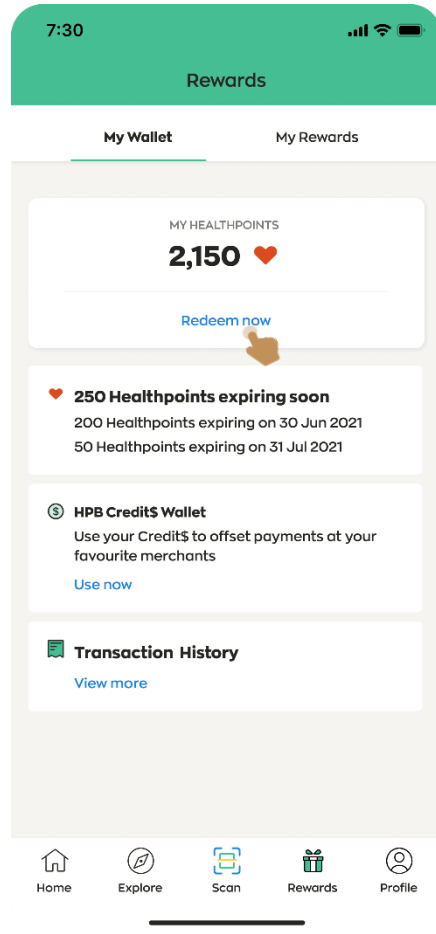 7:30
Rewards
My Wallet My Rewards
MY HEALTHPOINTS
2,150
Redeem now
250 Healthpoints expiring soon
200 Healthpoints expiring on 30 Jun 2021
50 Healthpoints expiring on 31 Jul 2021
$ HPB Credit$ Wallet
Use your Credit$ to offset payments at your
favourite merchants
Use now
Transaction History
View more
Home Explore Scan Rewards Profile